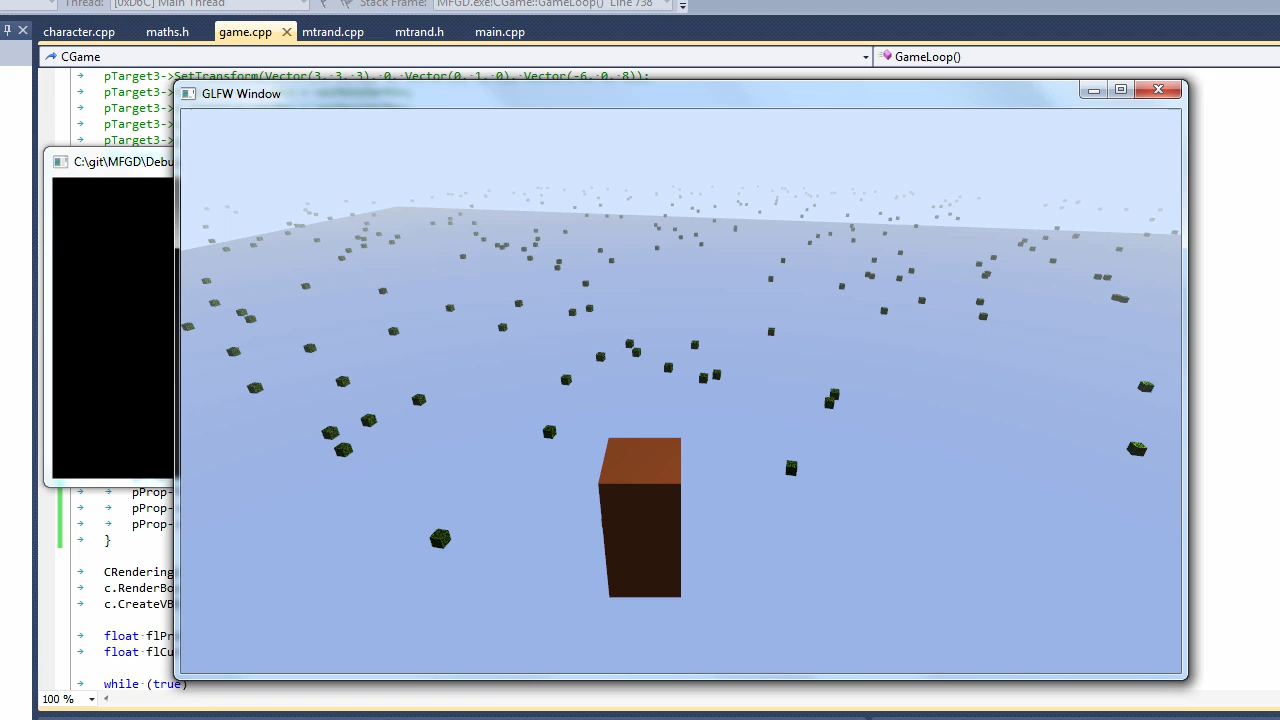 Thread: [0xD6C] Main Thread Stack Frame: MFGD.exe!CGame::GameLoop() Line 738
character.cpp maths.h game.cpp mtrand.cpp mtrand.h main.cpp
CGame GameLoop()
pTarget3->SetTransform(Vector(3, 3, 3), 0, Vector(0, 1, 0), Vector(-6, 0, 8));
GLFW Window
pTarget3->
pTarget3->
pTarget3->
pTarget3->
C:\git\MFGD\Debu
pProp-
pProp-
pProp-
}
CRendering
c.RenderBo
c.CreateVB
float flPr
float flCu
while (true)
100 %